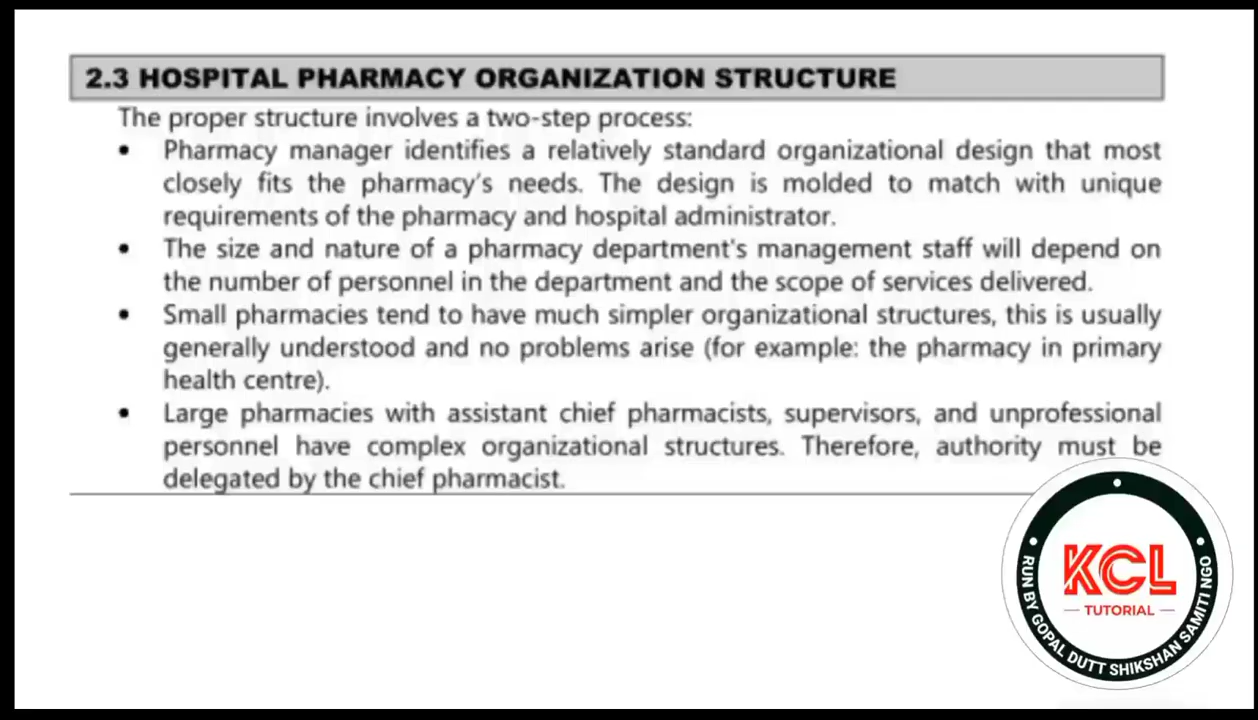 2.3 HOSPITAL PHARMACY ORGANIZATION STRUCTURE
The proper structure involves a two-step process:
• Pharmacy manager identifies a relatively standard organizational design that most
closely fits the pharmacy's needs. The design is molded to match with unique
requirements of the pharmacy and hospital administrator.
• The size and nature of a pharmacy department's management staff will depend on
the number of personnel in the department and the scope of services delivered.
• Small pharmacies tend to have much simpler organizational structures, this is usually
generally understood and no problems arise (for example: the pharmacy in primary
health centre).
• Large pharmacies with assistant chief pharmacists, supervisors, and unprofessional
personnel have complex organizational structures. Therefore, authority must be
delegated by the chief pharmacist.
KCL
TUTORIAL
RUN BY GOPAL DUTT SHIKSHAN SAMITI NGO